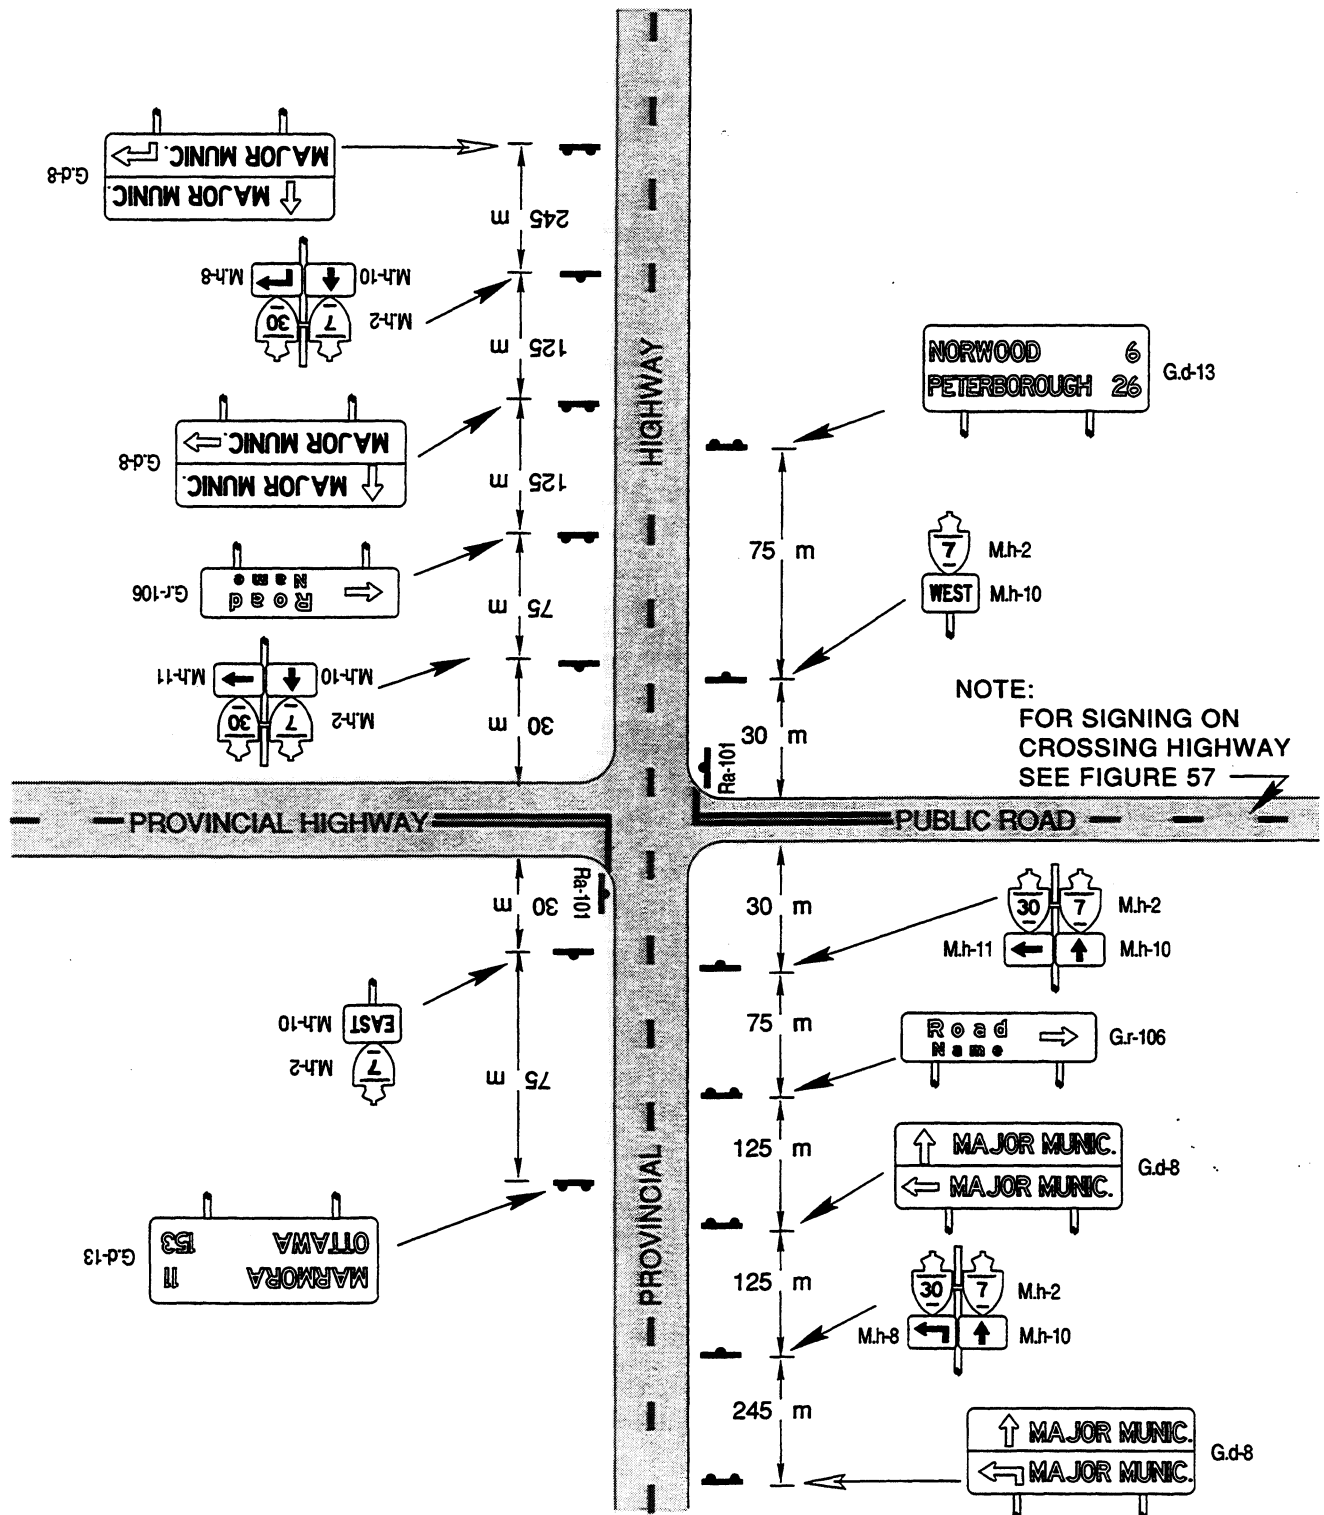 MAJOR MUNIC.
MAJOR MUNIC.
G.d-8
245 m
M.h-8
M.h-10
30
7
M.h-2
125 m
MAJOR MUNIC.
MAJOR MUNIC.
G.d-8
125 m
Road
Name
G.r-106
75 m
M.h-11
M.h-10
30
7
M.h-2
30 m
HIGHWAY
NORWOOD 6
PETERBOROUGH 26
G.d-13
75 m
7
M.h-2
WEST
M.h-10
30 m
Ra-101
NOTE:
FOR SIGNING ON
CROSSING HIGHWAY
SEE FIGURE 57
PROVINCIAL HIGHWAY
PUBLIC ROAD
30 m
Ra-101
EAST
M.h-10
7
M.h-2
75 m
MARMORA 11
OTTAWA 153
G.d-13
PROVINCIAL
30 m
30
7
M.h-2
M.h-11
M.h-10
75 m
Road
Name
G.r-106
125 m
MAJOR MUNIC.
MAJOR MUNIC.
G.d-8
125 m
30
7
M.h-2
M.h-8
M.h-10
245 m
MAJOR MUNIC.
MAJOR MUNIC.
G.d-8